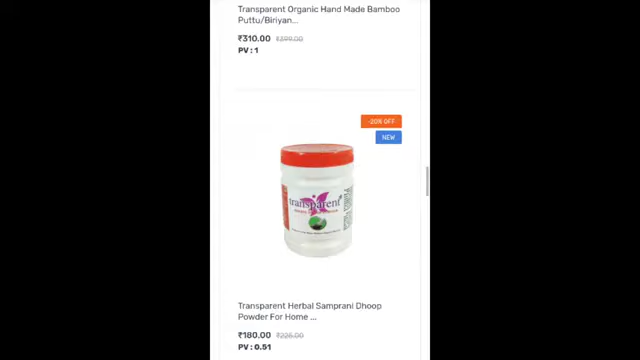 Transparent Organic Hand Made Bamboo
Puttu/Biriyan...
₹310.00 ₹399.00
PV : 1
-20% OFF
NEW
transparent
Transparent Herbal Samprani Dhoop
Powder For Home ...
₹180.00 ₹225.00
PV : 0.51